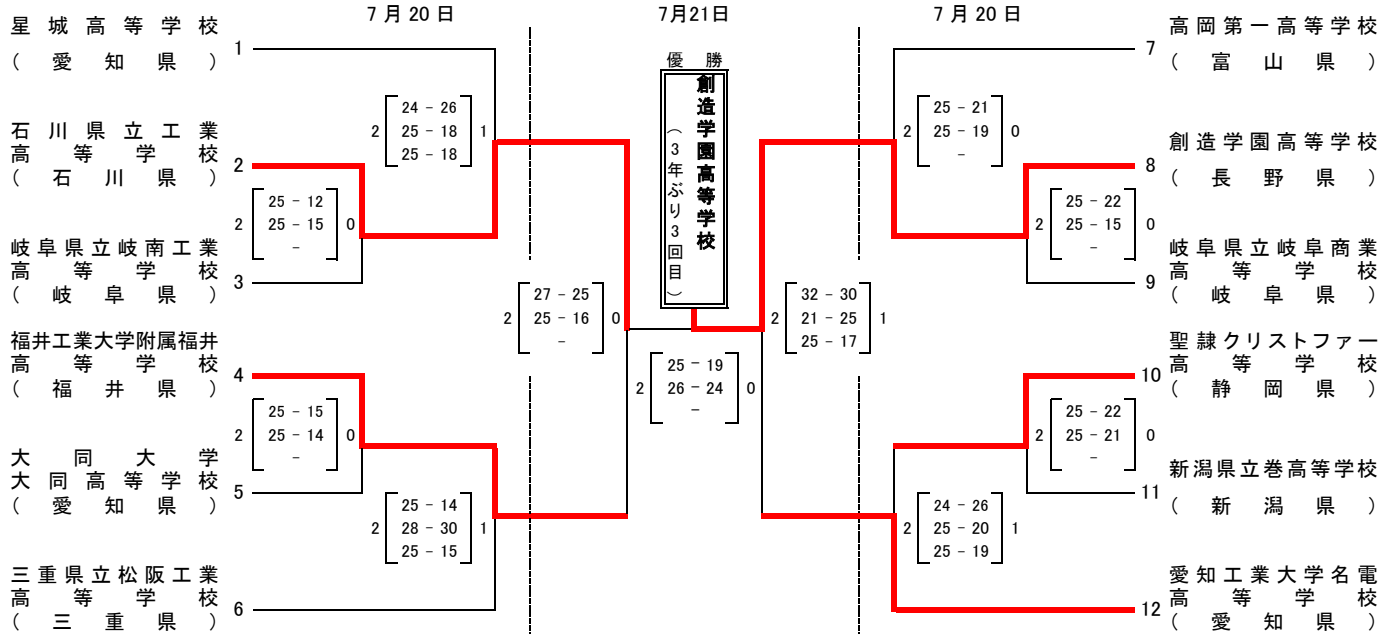 7月20日
7月21日
7月20日
星城高等学校
(愛知県)
1
石川県立工業
高等学校
(石川県)
2
岐阜県立岐南工業
高等学校
(岐阜県)
3
福井工業大学附属福井
高等学校
(福井県)
4
大同大学
大同高等学校
(愛知県)
5
三重県立松阪工業
高等学校
(三重県)
6
2
24 - 26
25 - 18
25 - 18
1
2
25 - 12
25 - 15
-
0
2
25 - 15
25 - 14
-
0
2
25 - 14
28 - 30
25 - 15
1
2
27 - 25
25 - 16
-
0
優勝
創造学園高等学校
(3年ぶり3回目)
2
25 - 19
26 - 24
-
0
2
32 - 30
21 - 25
25 - 17
1
2
25 - 21
25 - 19
-
0
2
25 - 22
25 - 15
-
0
2
25 - 22
25 - 21
-
0
2
24 - 26
25 - 20
25 - 19
1
7
高岡第一高等学校
(富山県)
8
創造学園高等学校
(長野県)
9
岐阜県立岐阜商業
高等学校
(岐阜県)
10
聖隷クリストファー
高等学校
(静岡県)
11
新潟県立巻高等学校
(新潟県)
12
愛知工業大学名電
高等学校
(愛知県)